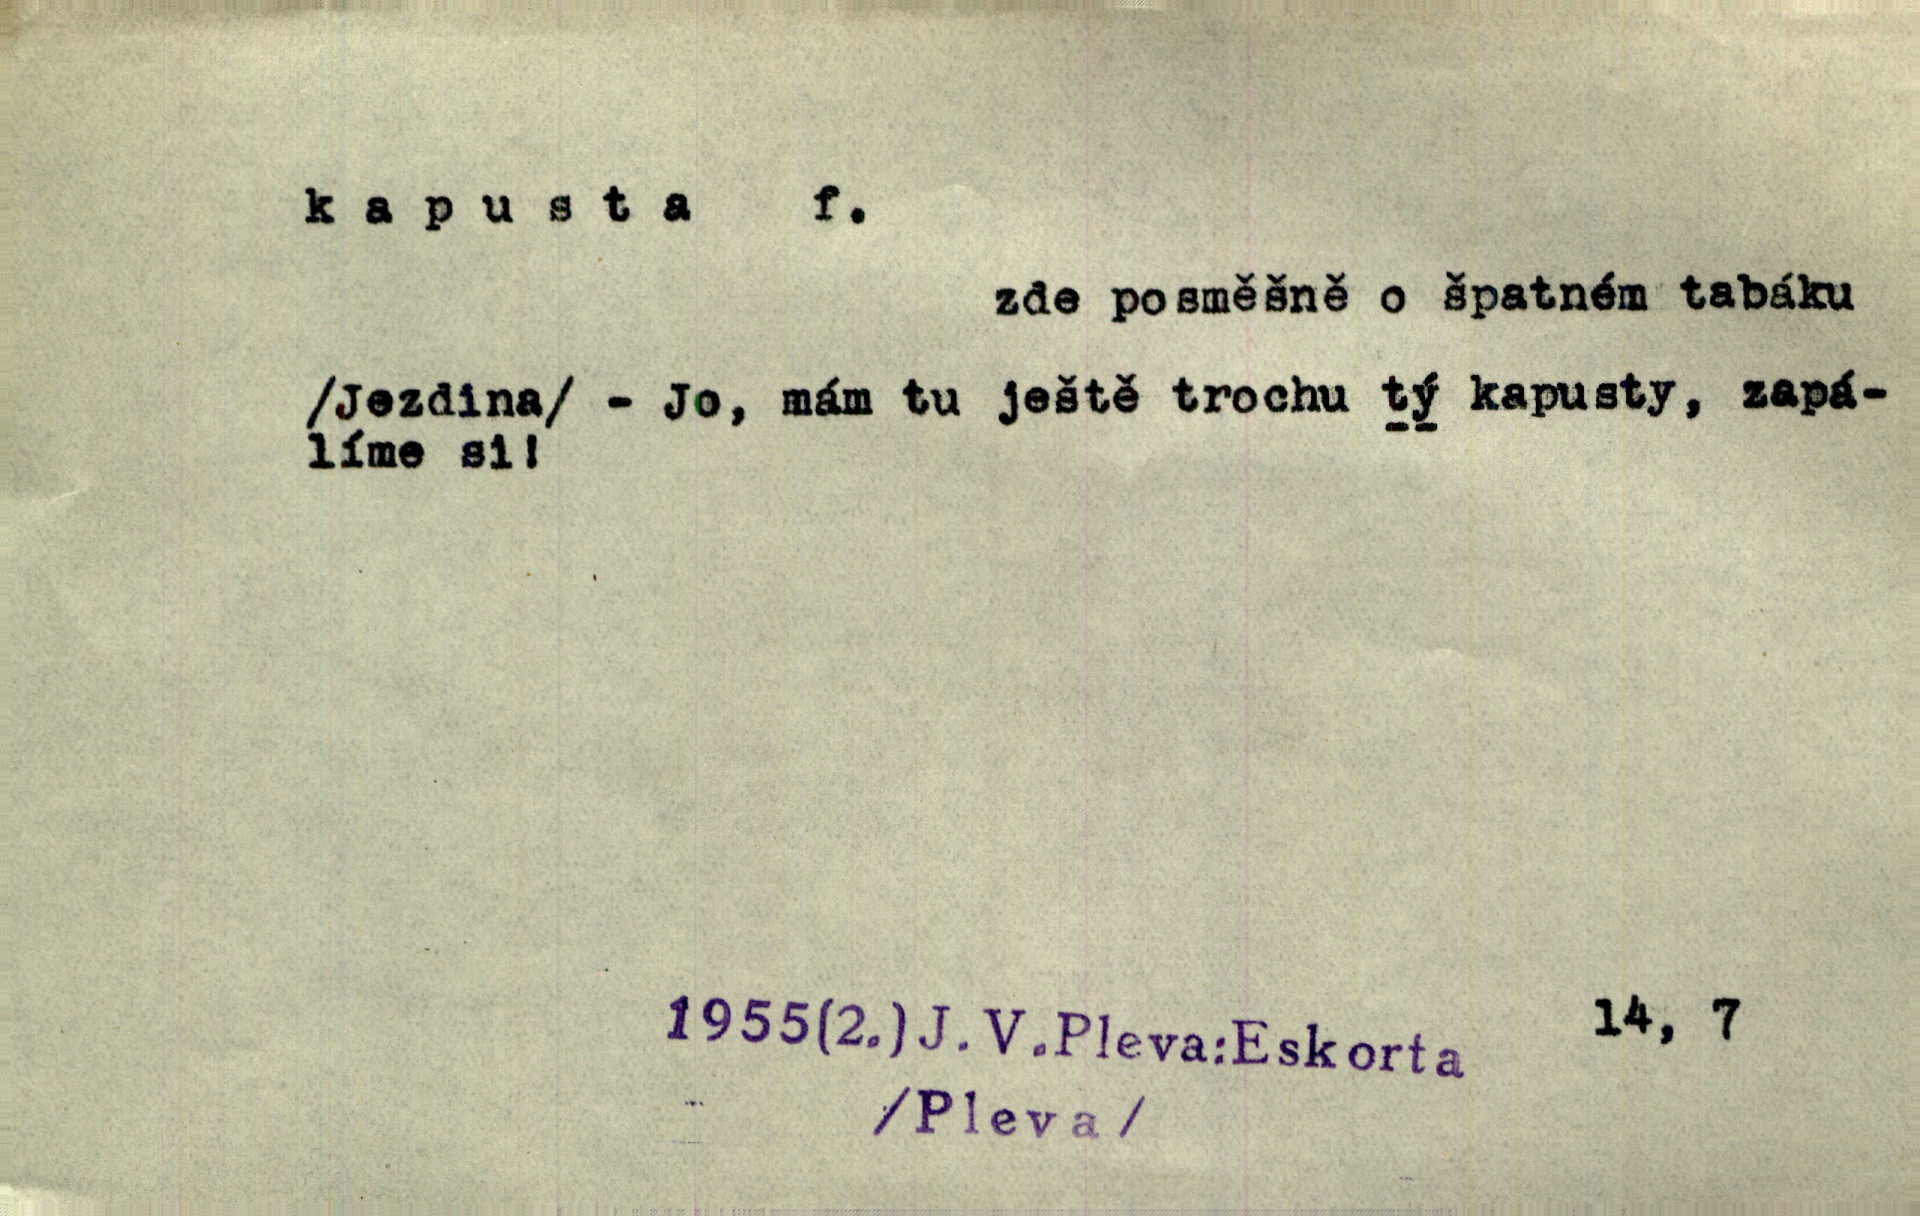 kapusta f.
zde posměšně o špatném tabáku
/Jezdina/ - Jo, mám tu ještě trochu tý kapusty, zapá-
líme si!
1955(2.)J.V.Pleva:Eskorta 14, 7
/Pleva/